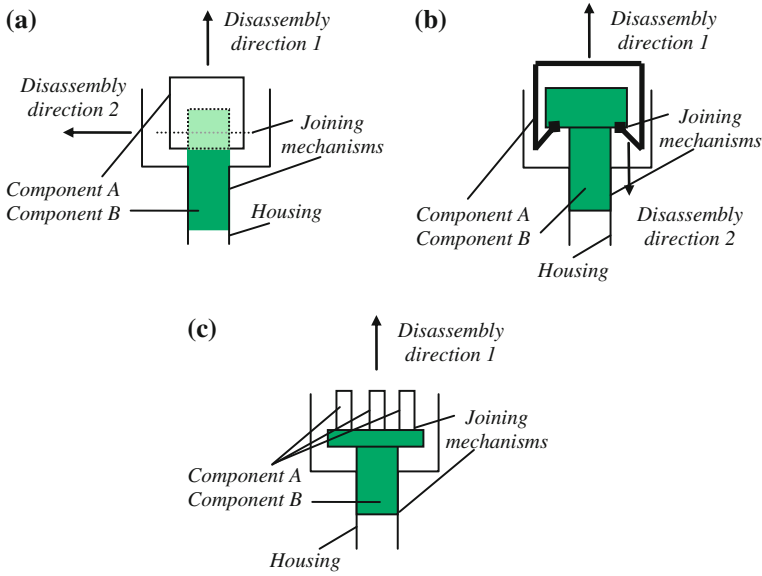 (a)
Disassembly
direction 1
Disassembly
direction 2
Joining
mechanisms
Component A
Component B
Housing
(b)
Disassembly
direction 1
Joining
mechanisms
Component A
Component B
Disassembly
direction 2
Housing
(c)
Disassembly
direction 1
Joining
mechanisms
Component A
Component B
Housing